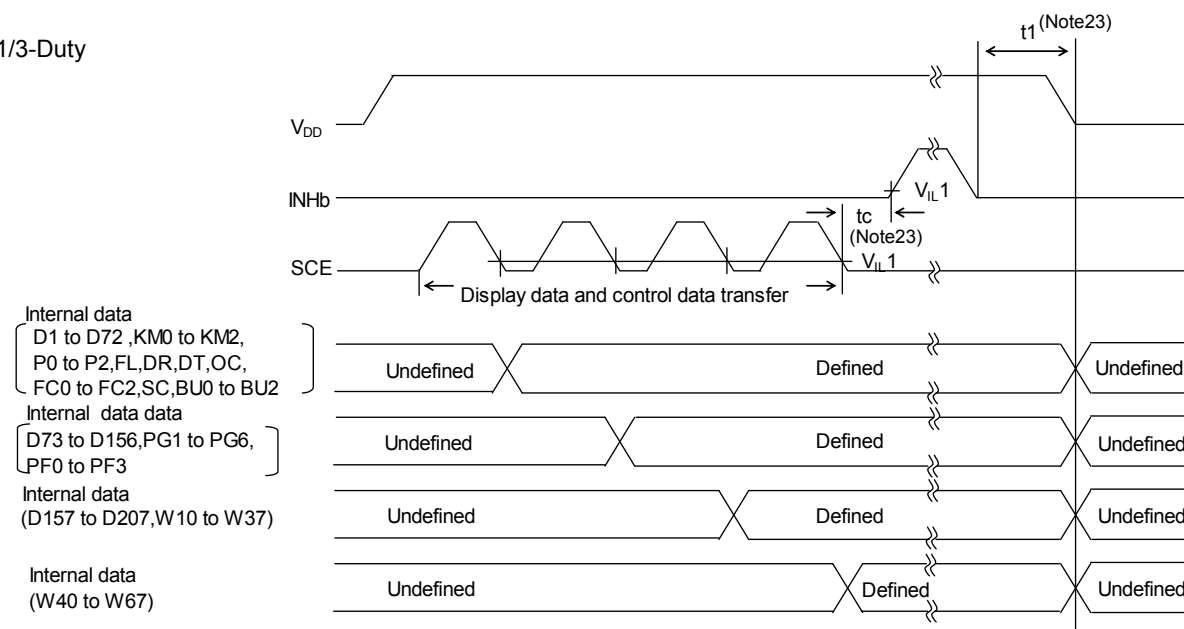 t1(Note23)
1/3-Duty
VDD
INHb
VIL1
tc
(Note23)
SCE
VIL1
Display data and control data transfer
Internal data
D1 to D72 ,KM0 to KM2,
P0 to P2,FL,DR,DT,OC,
FC0 to FC2,SC,BU0 to BU2
Undefined
Defined
Undefined
Internal data data
D73 to D156,PG1 to PG6,
PF0 to PF3
Undefined
Defined
Undefined
Internal data
(D157 to D207,W10 to W37)
Undefined
Defined
Undefined
Internal data
(W40 to W67)
Undefined
Defined
Undefined